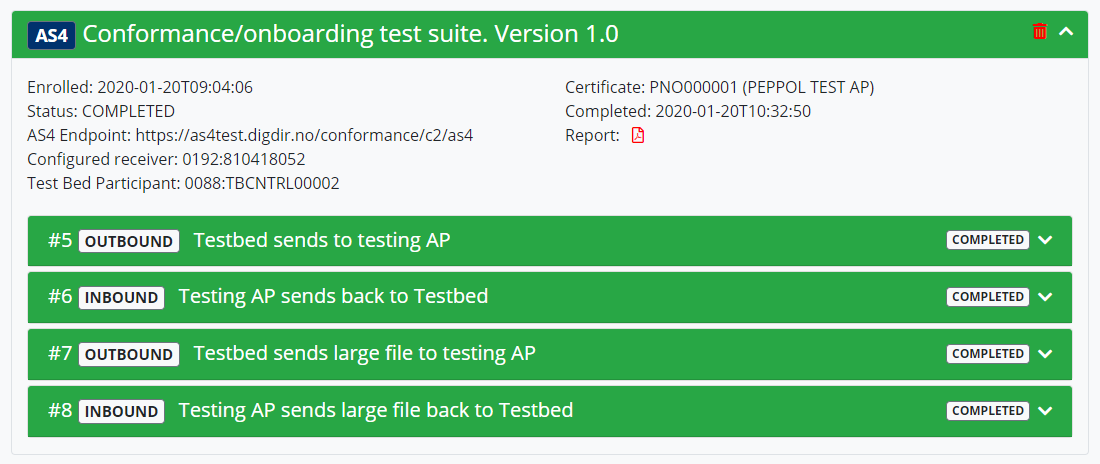 AS4 Conformance/onboarding test suite. Version 1.0
Enrolled: 2020-01-20T09:04:06
Status: COMPLETED
AS4 Endpoint: https://as4test.digdir.no/conformance/c2/as4
Configured receiver: 0192:810418052
Test Bed Participant: 0088:TBCNTRL00002
Certificate: PNO000001 (PEPPOL TEST AP)
Completed: 2020-01-20T10:32:50
Report:
#5 OUTBOUND Testbed sends to testing AP COMPLETED
#6 INBOUND Testing AP sends back to Testbed COMPLETED
#7 OUTBOUND Testbed sends large file to testing AP COMPLETED
#8 INBOUND Testing AP sends large file back to Testbed COMPLETED